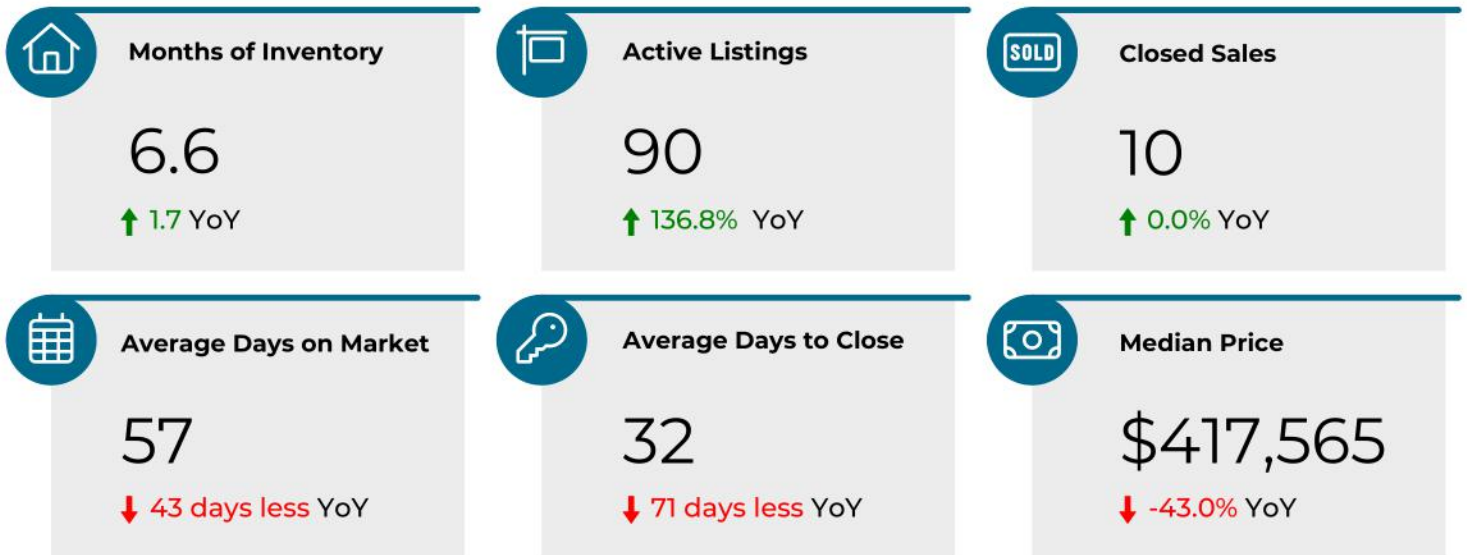 Months of Inventory
6.6
1.7 YoY
Active Listings
90
136.8% YoY
SOLD
Closed Sales
10
0.0% YoY
Average Days on Market
57
43 days less YoY
Average Days to Close
32
71 days less YoY
Median Price
$417,565
-43.0% YoY